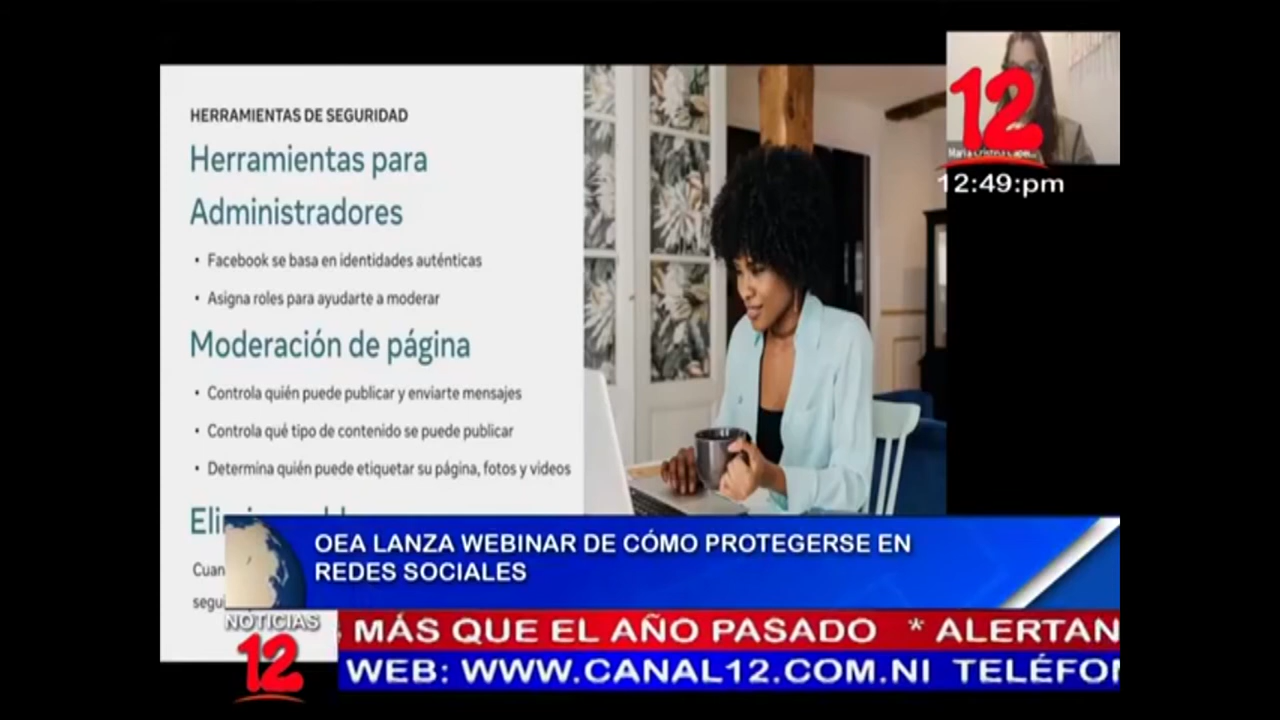 HERRAMIENTAS DE SEGURIDAD
Herramientas para
Administradores
• Facebook se basa en identidades auténticas
• Asigna roles para ayudarte a moderar
Moderación de página
• Controla quién puede publicar y enviarte mensajes
• Controla qué tipo de contenido se puede publicar
• Determina quién puede etiquetar su página, fotos y videos
12
12:49:pm
OEA LANZA WEBINAR DE CÓMO PROTEGERSE EN
REDES SOCIALES
NOTICIAS
12
MÁS QUE EL AÑO PASADO * ALERTAN
WEB: WWW.CANAL12.COM.NI TELÉFO